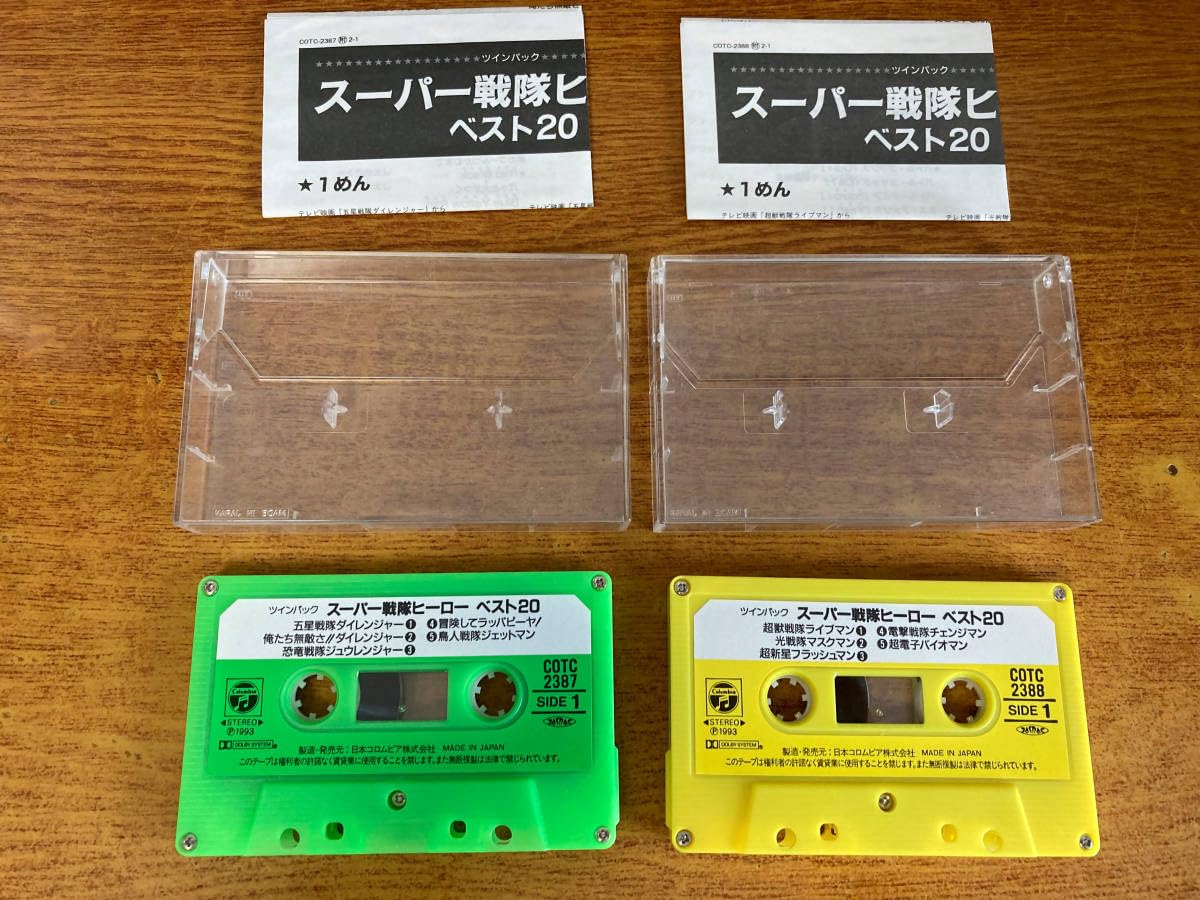 COTC-2387 2-1
★★★★★★★★★★★★★★★★ツインパック★★★★
スーパー戦隊ヒ
ベスト20
★1めん
テレビ映画「五星戦隊ダイレンジャー」から
テレビ映画「五星
COTC-2388 2-1
★★★★★★★★★★★★★★★★ツインパック★★★★
スーパー戦隊ヒ
ベスト20
★1めん
テレビ映画「超獣戦隊ライブマン」から
ツインパック スーパー戦隊ヒーロー ベスト20
五星戦隊ダイレンジャー❶ ❹冒険してラッパピーヤ!
俺たち無敵さ!!ダイレンジャー❷ ❺鳥人戦隊ジェットマン
恐竜戦隊ジュウレンジャー❸
COTC
2387
SIDE 1
Columbia
◀STEREO▶
Ⓟ1993
DOLBY SYSTEM
製造・発売元:日本コロムビア株式会社 MADE IN JAPAN
このテープは権利者の許諾なく賃貸業に使用することを禁じます。また無断複製は法律で禁じられています。
ツインパック スーパー戦隊ヒーロー ベスト20
超獣戦隊ライブマン❶ ❹電撃戦隊チェンジマン
光戦隊マスクマン❷ ❺超電子バイオマン
超新星フラッシュマン❸
COTC
2388
SIDE 1
Columbia
◀STEREO▶
Ⓟ1993
DOLBY SYSTEM
製造・発売元:日本コロムビア株式会社 MADE IN JAPAN
このテープは権利者の許諾なく賃貸業に使用することを禁じます。また無断複製は法律で禁じられています。